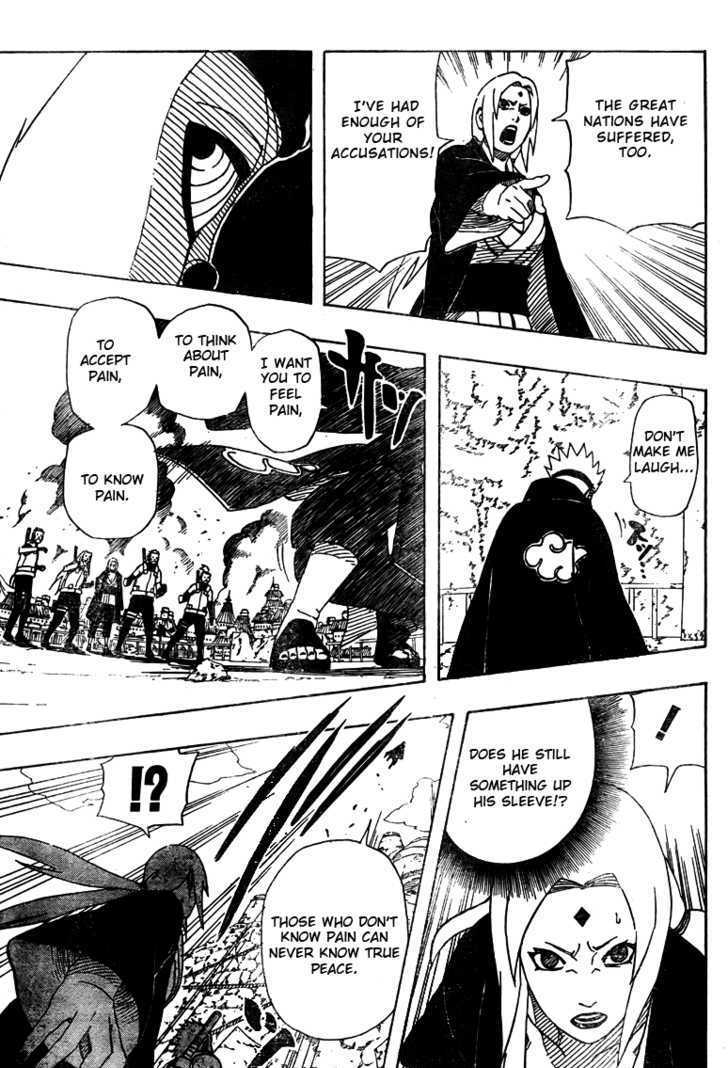 THE GREAT
NATIONS HAVE
SUFFERED,
TOO.
I'VE HAD
ENOUGH OF
YOUR
ACCUSATIONS!
DON'T
MAKE ME
LAUGH...
I WANT
YOU TO
FEEL
PAIN,
TO THINK
ABOUT
PAIN,
TO
ACCEPT
PAIN,
TO KNOW
PAIN.
!
DOES HE STILL
HAVE
SOMETHING UP
HIS SLEEVE!?
!?
THOSE WHO DON'T
KNOW PAIN CAN
NEVER KNOW TRUE
PEACE.